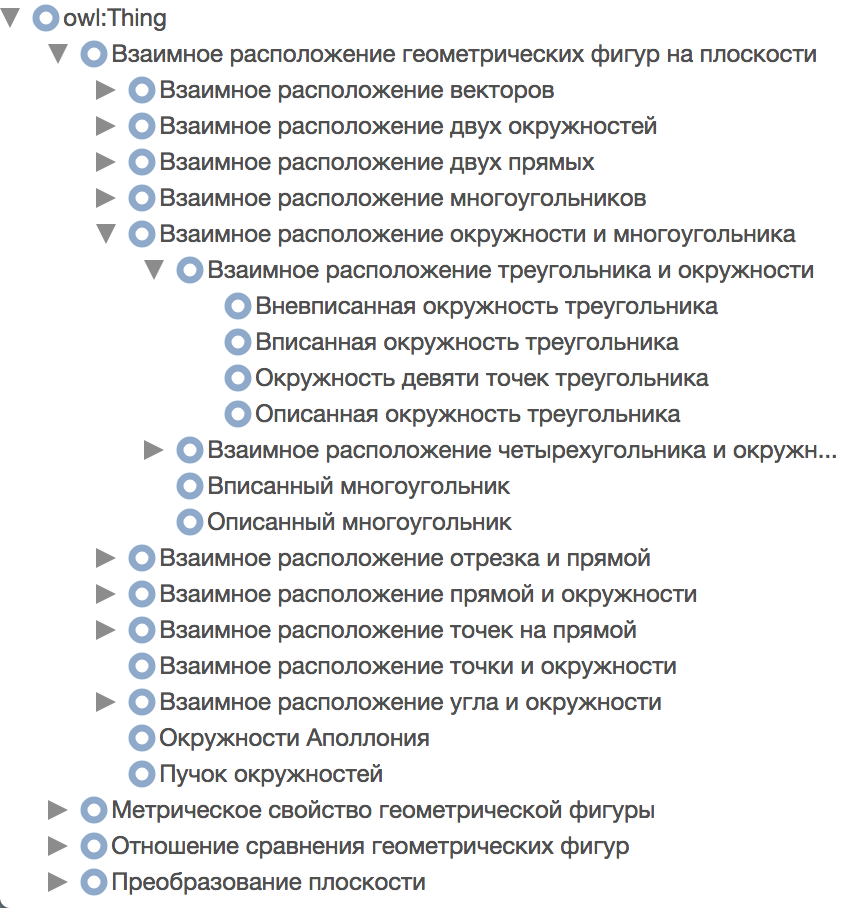 owl:Thing
Взаимное расположение геометрических фигур на плоскости
Взаимное расположение векторов
Взаимное расположение двух окружностей
Взаимное расположение двух прямых
Взаимное расположение многоугольников
Взаимное расположение окружности и многоугольника
Взаимное расположение треугольника и окружности
Вневписанная окружность треугольника
Вписанная окружность треугольника
Окружность девяти точек треугольника
Описанная окружность треугольника
Взаимное расположение четырехугольника и окружн...
Вписанный многоугольник
Описанный многоугольник
Взаимное расположение отрезка и прямой
Взаимное расположение прямой и окружности
Взаимное расположение точек на прямой
Взаимное расположение точки и окружности
Взаимное расположение угла и окружности
Окружности Аполлония
Пучок окружностей
Метрическое свойство геометрической фигуры
Отношение сравнения геометрических фигур
Преобразование плоскости